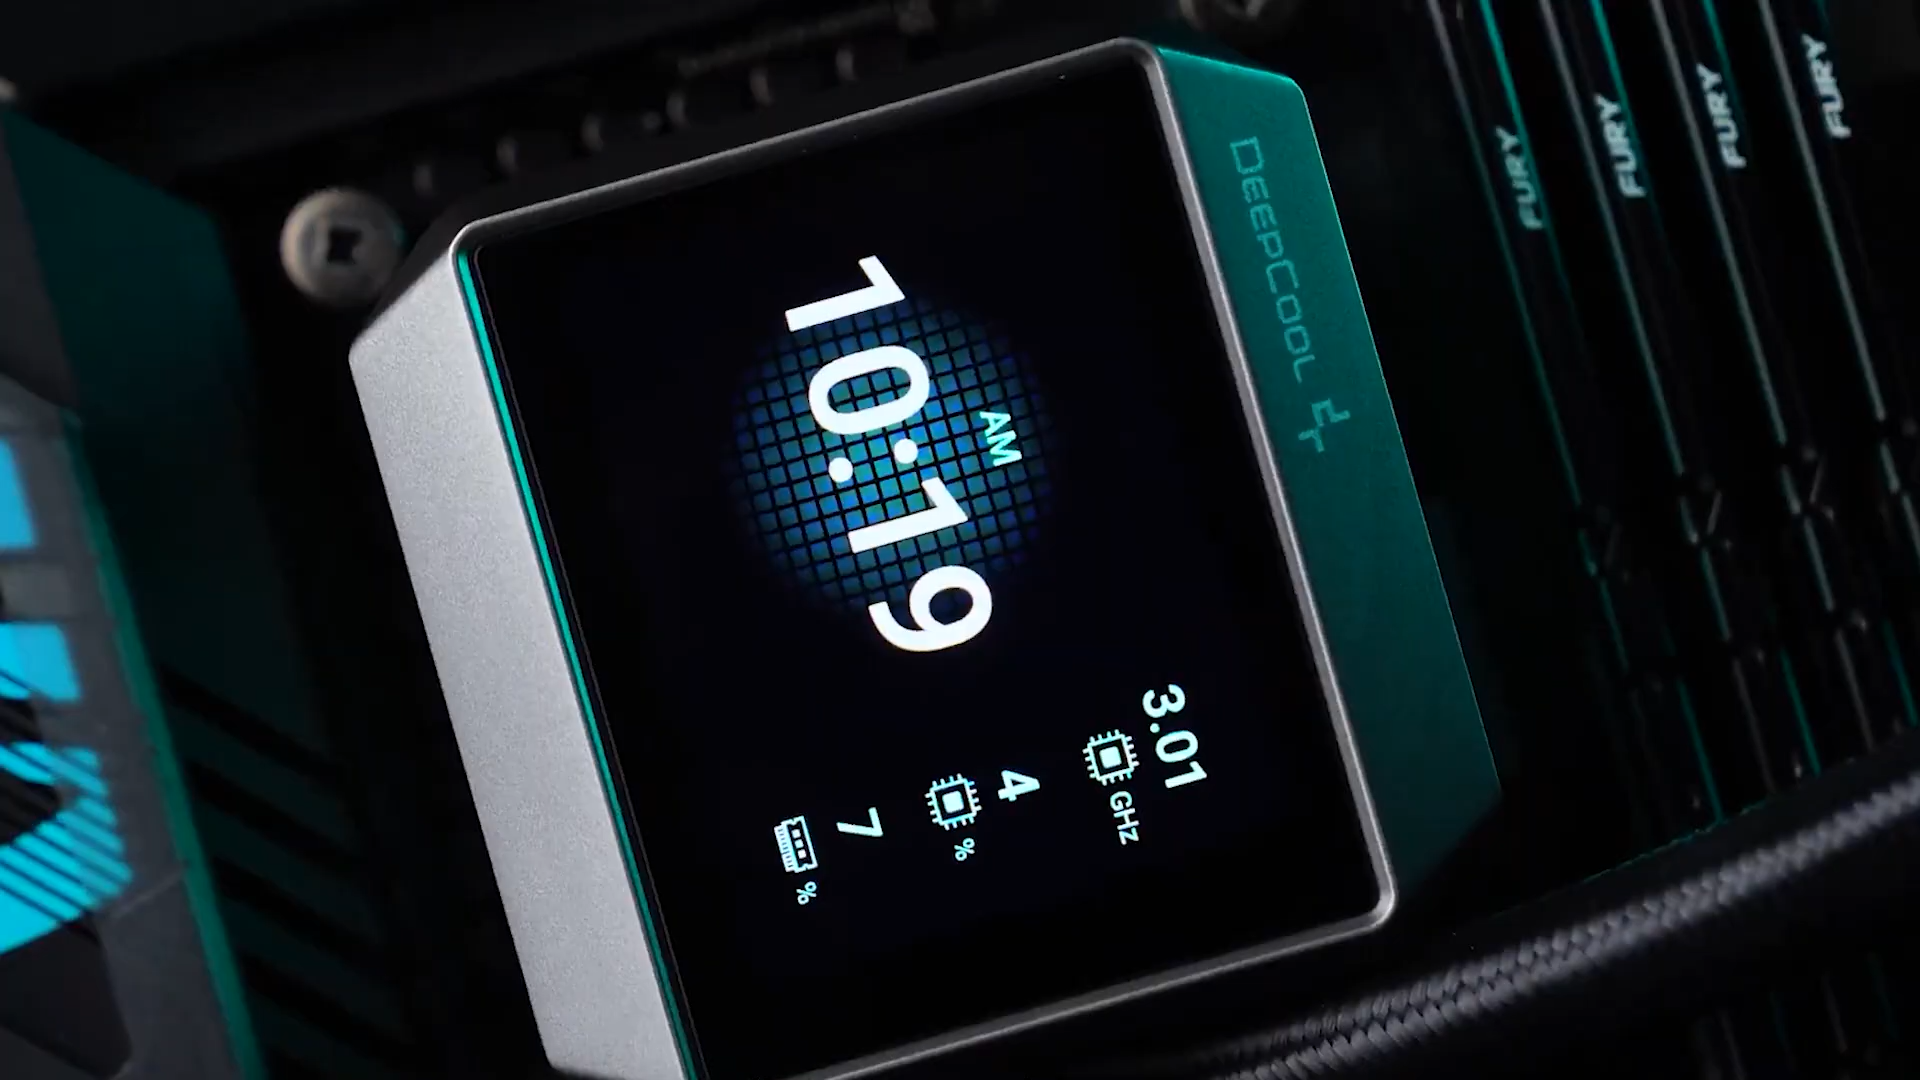 AM
10:19
3.01
GHz
4
%
7
%
DEEPCOOL
FURY
FURY
FURY
FURY